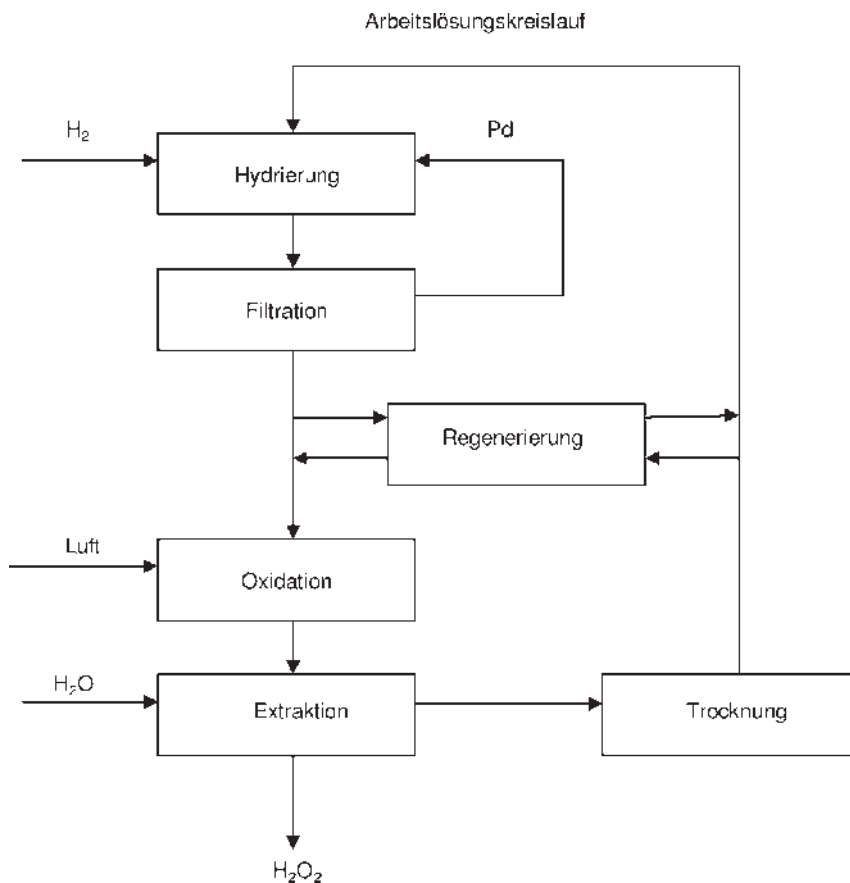 Arbeitslösungskreislauf
H₂
Pd
Hydrierung
Filtration
Regenerierung
Luft
Oxidation
H₂O
Extraktion
Trocknung
H₂O₂